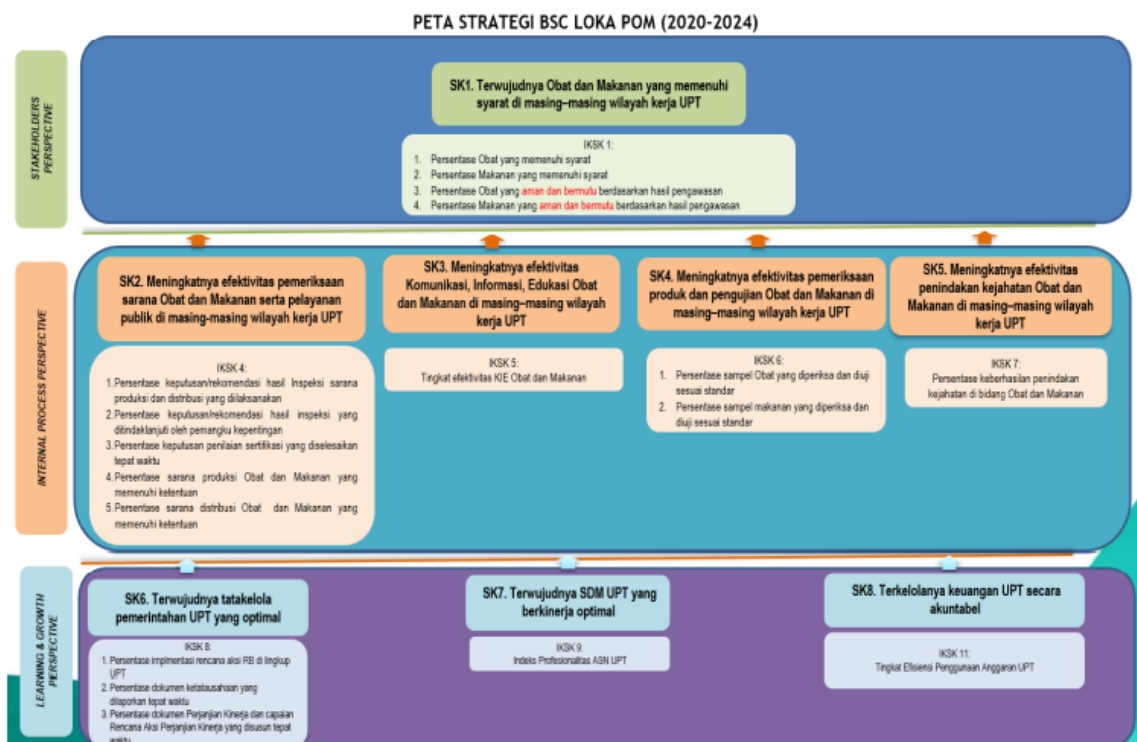 PETA STRATEGI BSC LOKA POM (2020-2024)
STAKEHOLDERS
PERSPECTIVE
SK1. Terwujudnya Obat dan Makanan yang memenuhi
syarat di masing–masing wilayah kerja UPT
IKSK 1:
1. Persentase Obat yang memenuhi syarat
2. Persentase Makanan yang memenuhi syarat
3. Persentase Obat yang aman dan bermutu berdasarkan hasil pengawasan
4. Persentase Makanan yang aman dan bermutu berdasarkan hasil pengawasan
INTERNAL PROCESS PERSPECTIVE
SK2. Meningkatnya efektivitas pemeriksaan
sarana Obat dan Makanan serta pelayanan
publik di masing-masing wilayah kerja UPT
IKSK 4:
1.Persentase keputusan/rekomendasi hasil Inspeksi sarana
produksi dan distribusi yang dilaksanakan
2.Persentase keputusan/rekomendasi hasil inspeksi yang
ditindaklanjuti oleh pemangku kepentingan
3.Persentase keputusan penilaian sertifikasi yang diselesaikan
tepat waktu
4.Persentase sarana produksi Obat dan Makanan yang
memenuhi ketentuan
5.Persentase sarana distribusi Obat dan Makanan yang
memenuhi ketentuan
SK3. Meningkatnya efektivitas
Komunikasi, Informasi, Edukasi Obat
dan Makanan di masing–masing wilayah
kerja UPT
IKSK 5:
Tingkat efektivitas KIE Obat dan Makanan
SK4. Meningkatnya efektivitas pemeriksaan
produk dan pengujian Obat dan Makanan di
masing–masing wilayah kerja UPT
IKSK 6:
1. Persentase sampel Obat yang diperiksa dan diuji
sesuai standar
2. Persentase sampel makanan yang diperiksa dan
diuji sesuai standar
SK5. Meningkatnya efektivitas
penindakan kejahatan Obat dan
Makanan di masing–masing wilayah
kerja UPT
IKSK 7:
Persentase keberhasilan penindakan
kejahatan di bidang Obat dan Makanan
LEARNING & GROWTH
PERSPECTIVE
SK6. Terwujudnya tatakelola
pemerintahan UPT yang optimal
IKSK 8:
1. Persentase implmentasi rencana aksi RB di lingkup
UPT
2. Persentase dokumen ketatausahaan yang
dilaporkan tepat waktu
3. Persentase dokumen Perjanjian Kinerja dan capaian
Rencana Aksi Perjanjian Kinerja yang disusun tepat
waktu
SK7. Terwujudnya SDM UPT yang
berkinerja optimal
IKSK 9:
Indeks Profesionalitas ASN UPT
SK8. Terkelolanya keuangan UPT secara
akuntabel
IKSK 11:
Tingkat Efisiensi Penggunaan Anggaran UPT